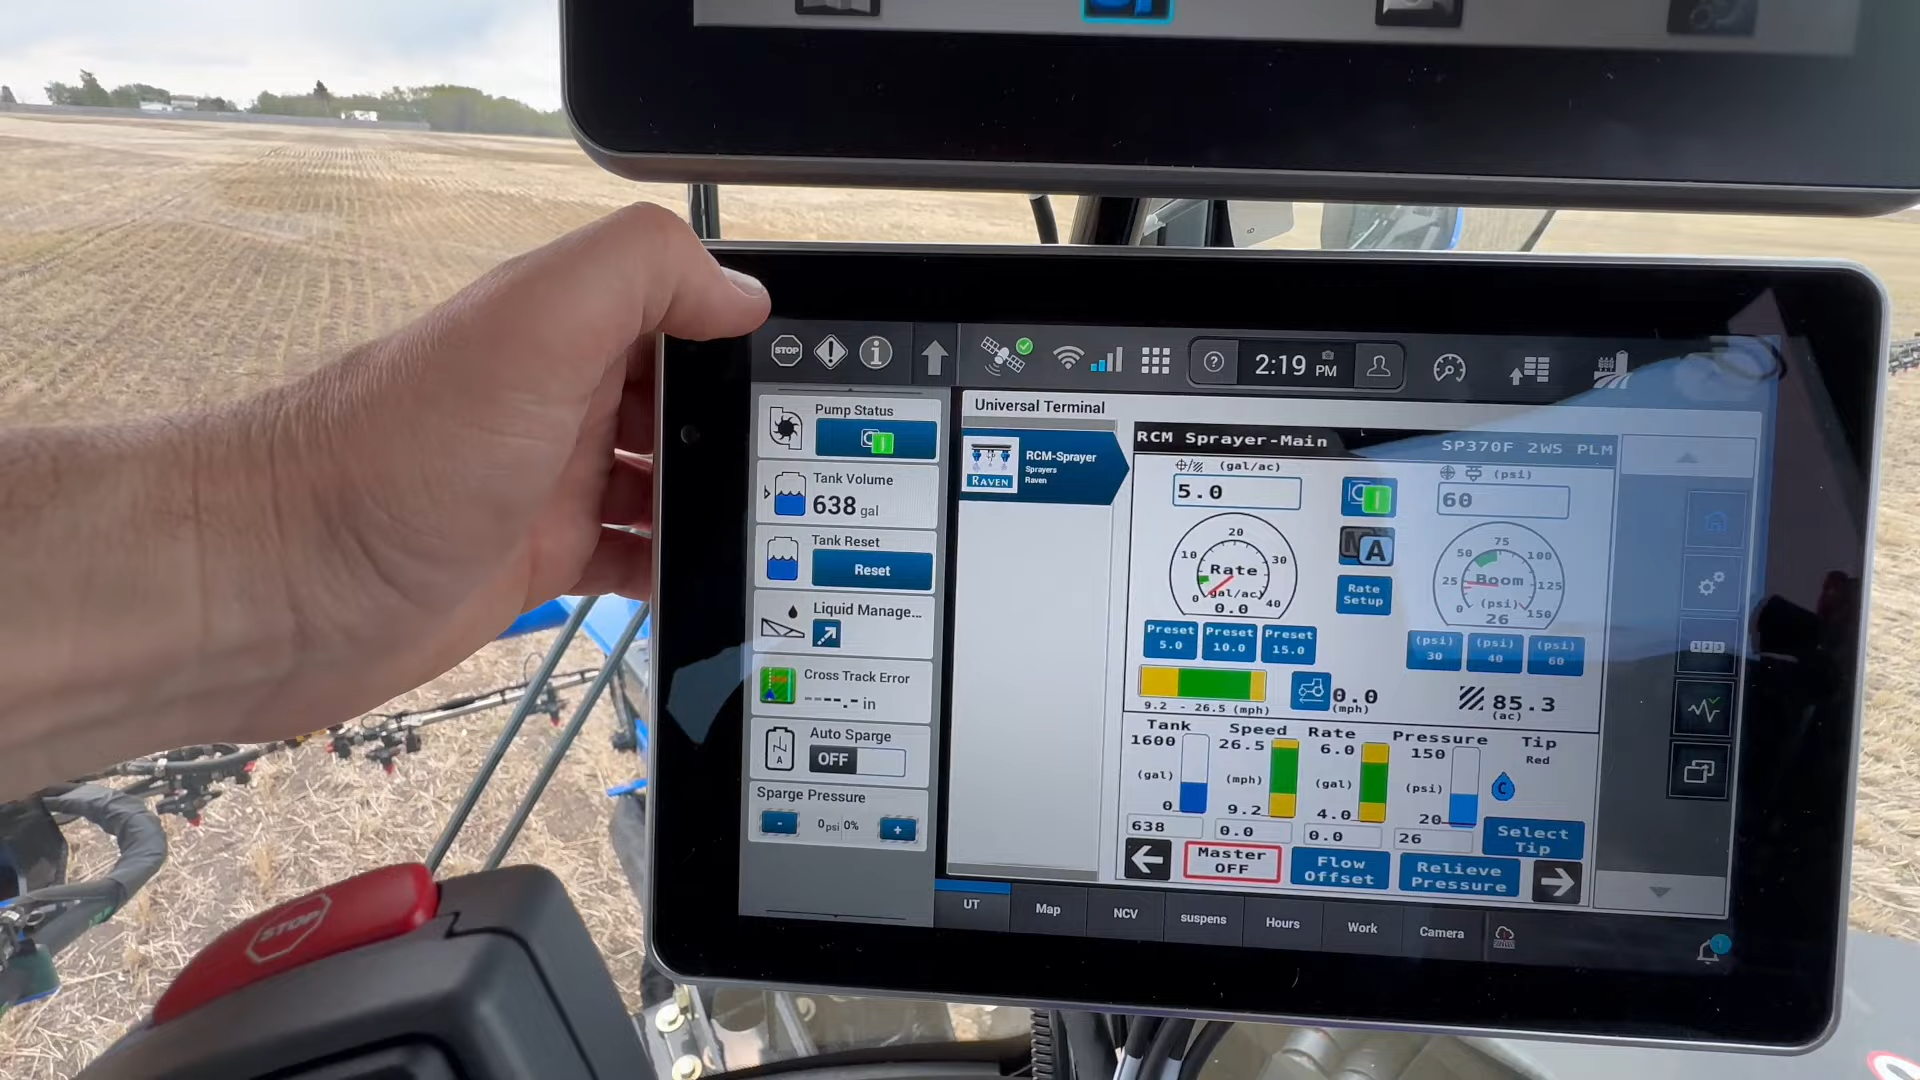 STOP
2:19 PM
Pump Status
Tank Volume
638 gal
Tank Reset
Reset
Liquid Manage...
Cross Track Error
---.- in
Auto Sparge
OFF
Sparge Pressure
- 0psi 0% +
Universal Terminal
RCM-Sprayer
Sprayers
Raven
RAVEN
RCM Sprayer-Main SP370F 2WS PLM
(gal/ac)
5.0
(psi)
60
A
Rate Setup
0 10 20 30 40
Rate
(gal/ac)
0.0
0 25 50 75 100 125 150
Boom
(psi)
26
Preset 5.0
Preset 10.0
Preset 15.0
(psi) 30
(psi) 40
(psi) 60
9.2 - 26.5 (mph)
0.0 (mph)
85.3 (ac)
Tank
1600
(gal)
0
638
Speed
26.5
(mph)
9.2
0.0
Rate
6.0
(gal)
4.0
0.0
Pressure
150
(psi)
20
26
Tip
Red
C
Select Tip
Master OFF
Flow Offset
Relieve Pressure
UT Map NCV suspens Hours Work Camera
STOP